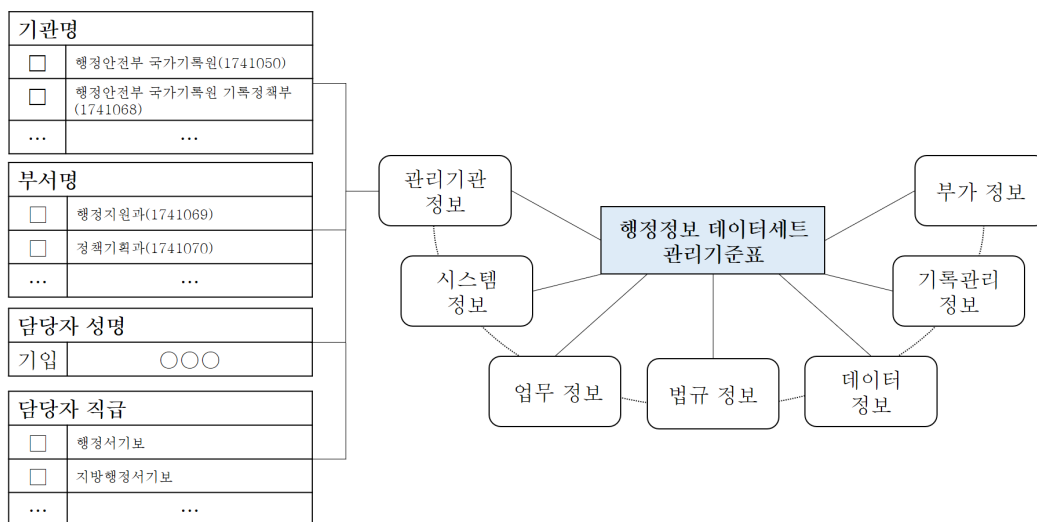 기관명
□ 행정안전부 국가기록원(1741050)
□ 행정안전부 국가기록원 기록정책부
(1741068)
… …
부서명
□ 행정지원과(1741069)
□ 정책기획과(1741070)
… …
담당자 성명
기입 ○○○
담당자 직급
□ 행정서기보
□ 지방행정서기보
… …
관리기관
정보
시스템
정보
업무 정보
법규 정보
데이터
정보
기록관리
정보
부가 정보
행정정보 데이터세트
관리기준표